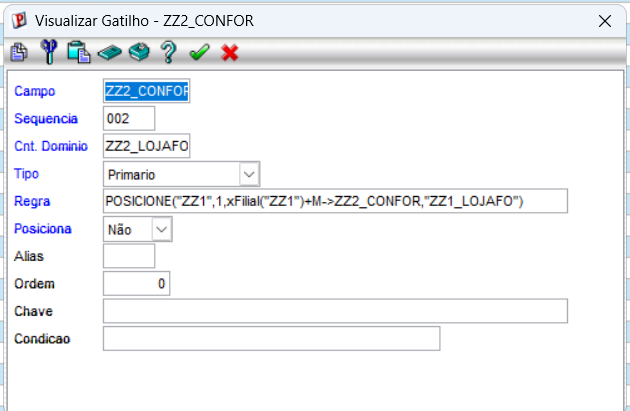 Visualizar Gatilho - ZZ2_CONFOR
Campo ZZ2_CONFOR
Sequencia 002
Cnt. Dominio ZZ2_LOJAFO
Tipo Primario
Regra POSICIONE("ZZ1",1,xFilial("ZZ1")+M->ZZ2_CONFOR,"ZZ1_LOJAFO")
Posiciona Não
Alias
Ordem 0
Chave
Condicao